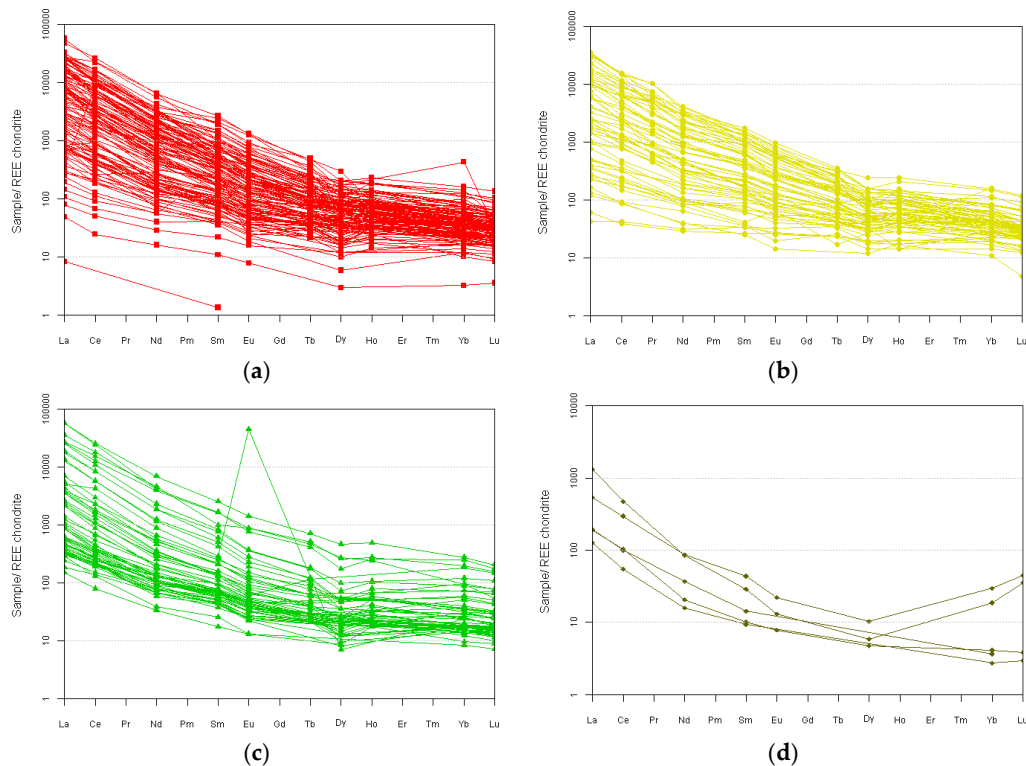 100000
10000
1000
100
10
1
Sample/ REE chondrite
La Ce Pr Nd Pm Sm Eu Gd Tb Dy Ho Er Tm Yb Lu
(a)
100000
10000
1000
100
10
1
Sample/ REE chondrite
La Ce Pr Nd Pm Sm Eu Gd Tb Dy Ho Er Tm Yb Lu
(b)
100000
10000
1000
100
10
1
Sample/ REE chondrite
La Ce Pr Nd Pm Sm Eu Gd Tb Dy Ho Er Tm Yb Lu
(c)
10000
1000
100
10
1
Sample/ REE chondrite
La Ce Pr Nd Pm Sm Eu Gd Tb Dy Ho Er Tm Yb Lu
(d)